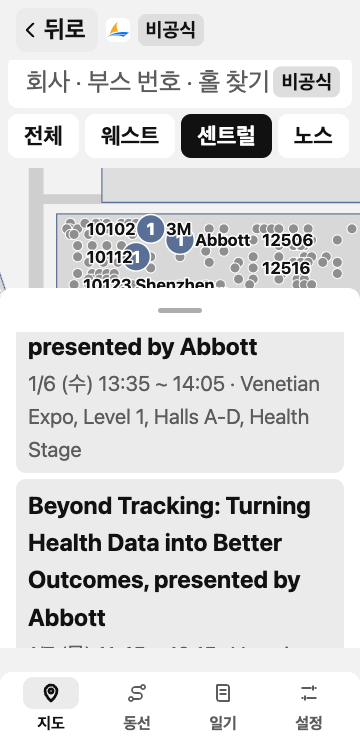 뒤로
비공식
회사 · 부스 번호 · 홀 찾기
비공식
전체
웨스트
센트럴
노스
10102
1
3M
1
Abbott
12506
10112
1
12516
10123 Shenzhen
presented by Abbott
1/6 (수) 13:35 ~ 14:05 · Venetian
Expo, Level 1, Halls A-D, Health
Stage
Beyond Tracking: Turning
Health Data into Better
Outcomes, presented by
Abbott
지도
동선
일기
설정